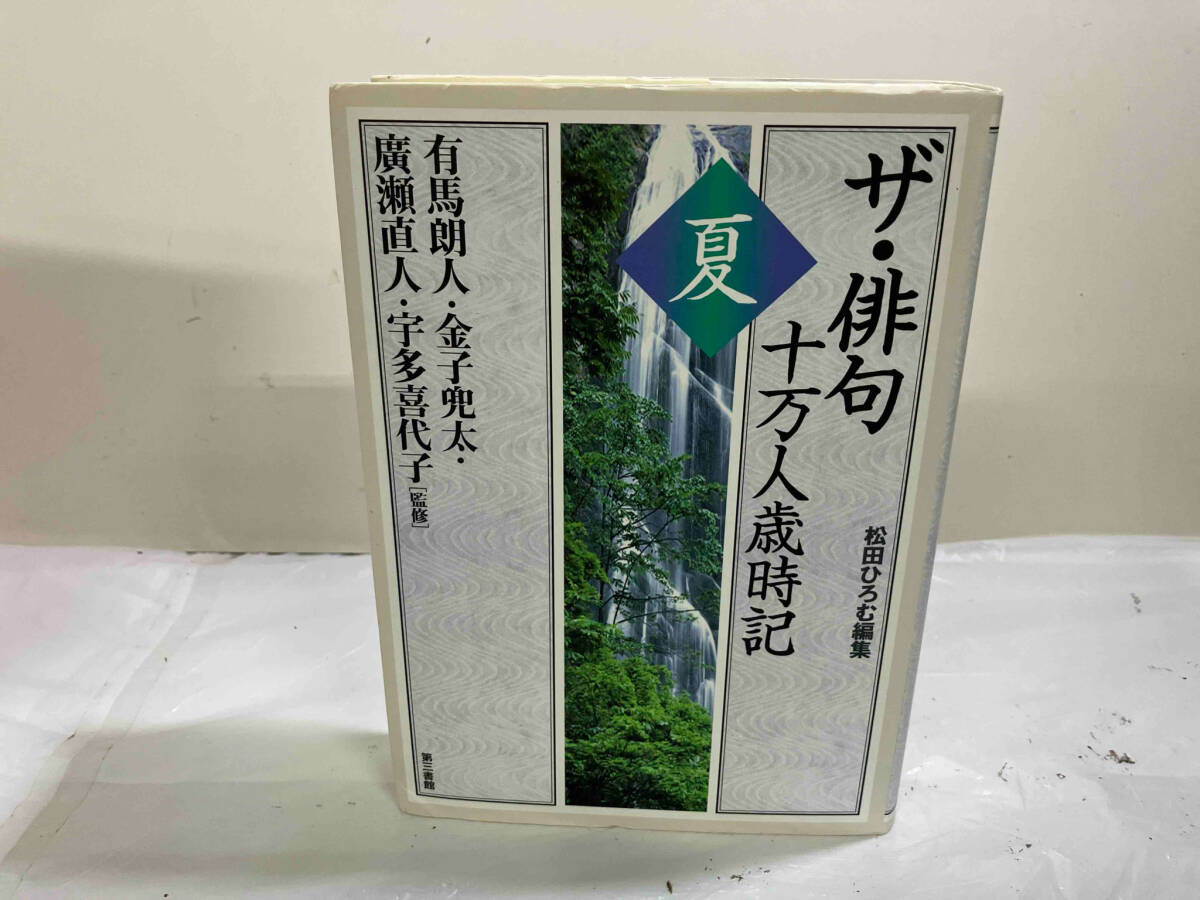 ザ・俳句
十万人歳時記
松田ひろむ編集
夏
有馬朗人・金子兜太・
廣瀬直人・宇多喜代子[監修]
第三書館